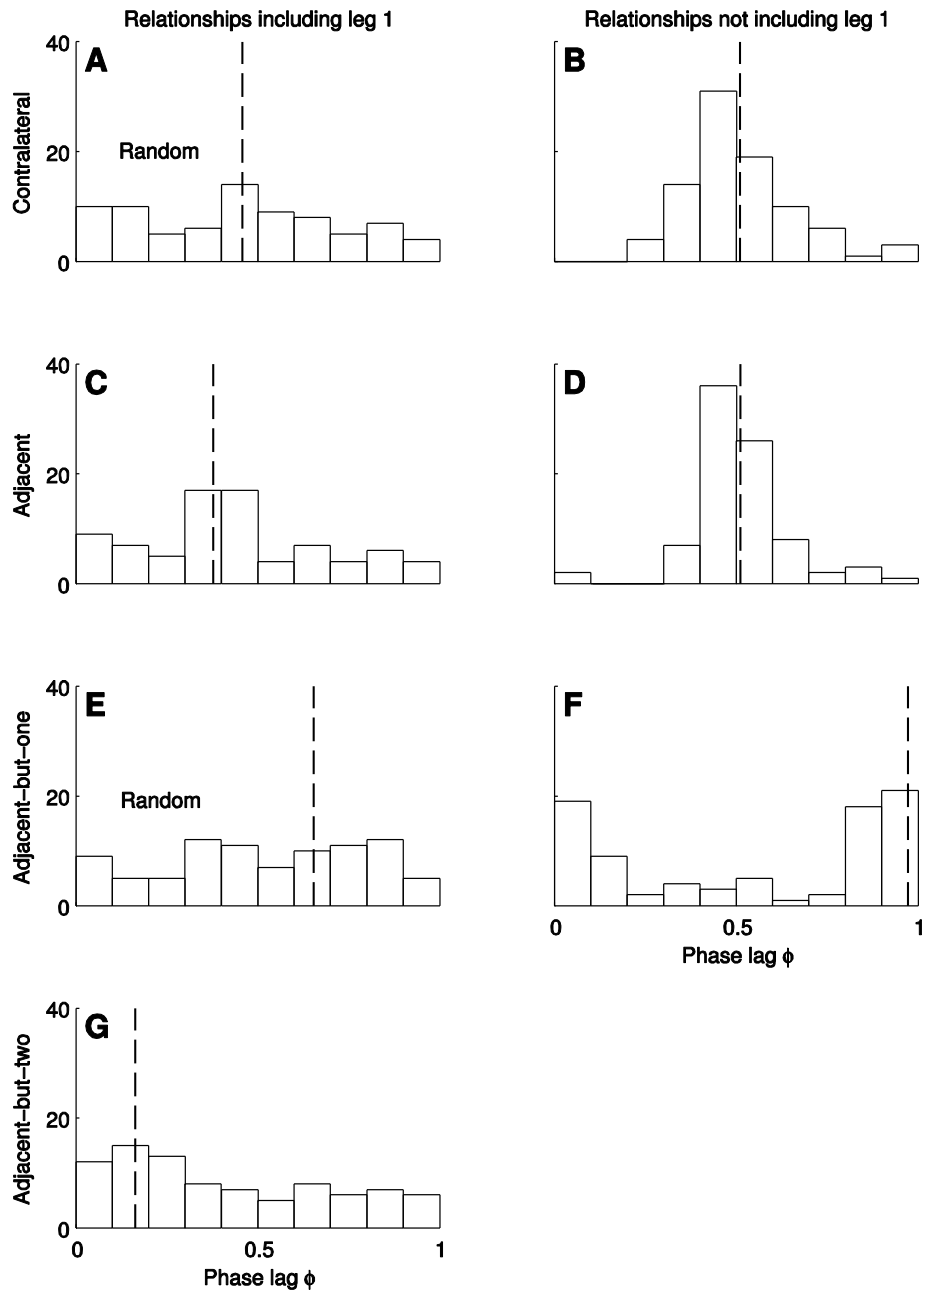 Relationships including leg 1
Relationships not including leg 1
A
B
40
20
0
Contralateral
Random
C
D
40
20
0
Adjacent
E
F
40
20
0
Adjacent-but-one
Random
0 0.5 1
Phase lag ϕ
G
40
20
0
Adjacent-but-two
0 0.5 1
Phase lag ϕ